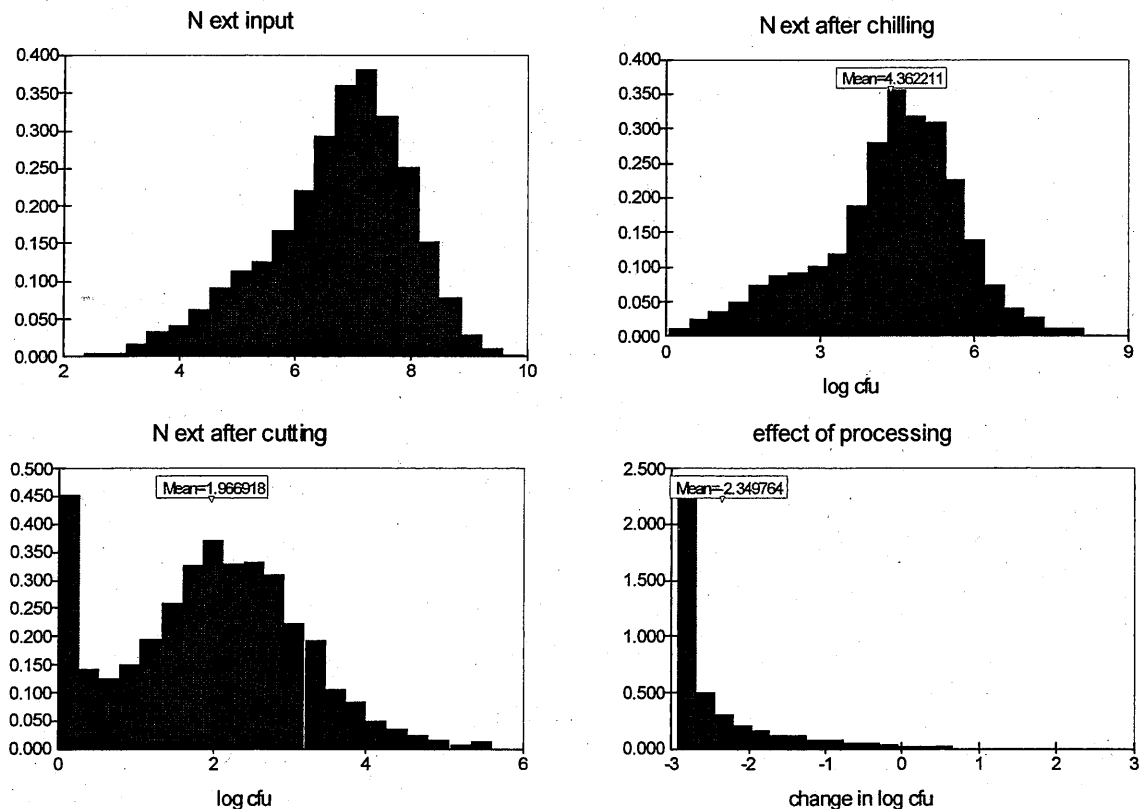 N ext input
0.400
0.350
0.300
0.250
0.200
0.150
0.100
0.050
0.000
2 4 6 8 10
N ext after chilling
Mean=4.362211
0.400
0.350
0.300
0.250
0.200
0.150
0.100
0.050
0.000
0 3 6 9
log cfu
N ext after cutting
Mean=1.966918
0.500
0.450
0.400
0.350
0.300
0.250
0.200
0.150
0.100
0.050
0.000
0 2 4 6
log cfu
effect of processing
Mean=-2.349764
2.500
2.000
1.500
1.000
0.500
0.000
-3 -2 -1 0 1 2 3
change in log cfu